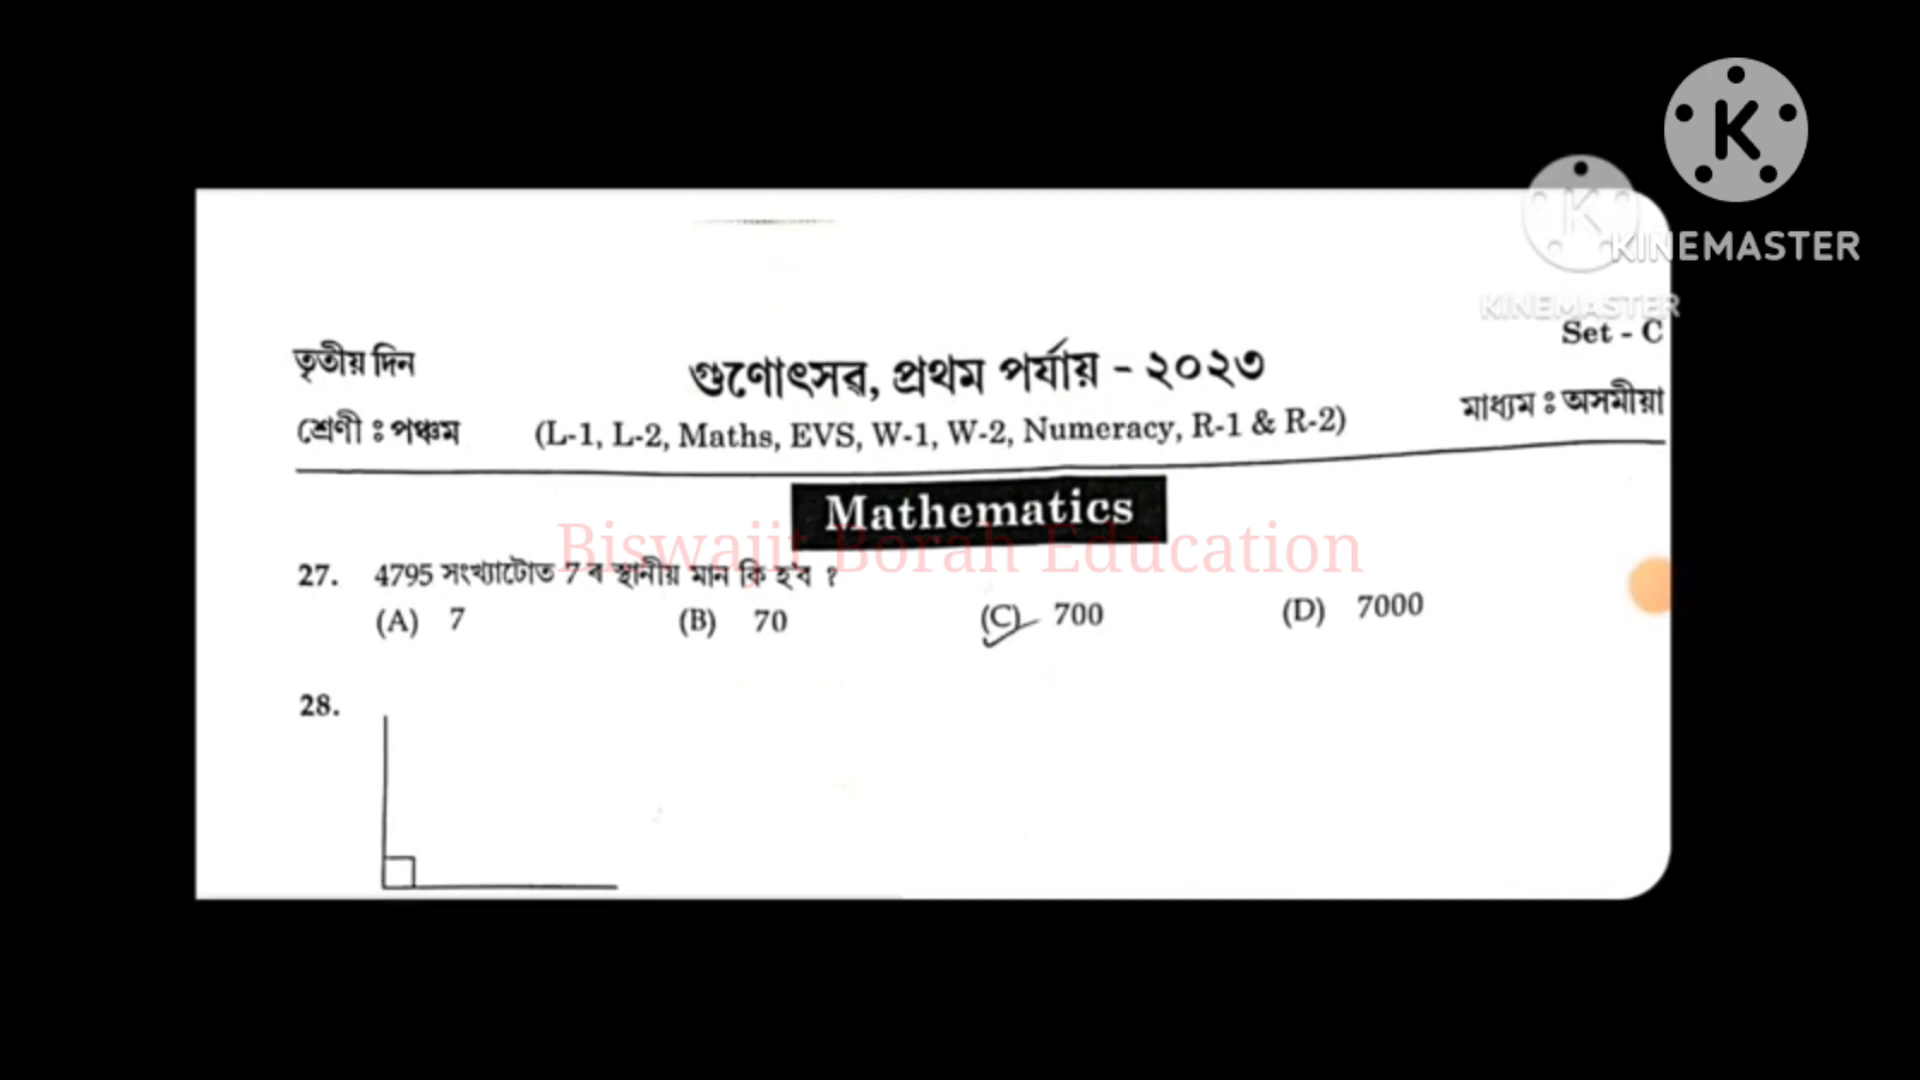 KINEMASTER
KINEMASTER
Set - C
তৃতীয় দিন
গুণোৎসৱ, প্ৰথম পৰ্যায় - ২০২৩
শ্ৰেণী : পঞ্চম
(L-1, L-2, Maths, EVS, W-1, W-2, Numeracy, R-1 & R-2)
মাধ্যম : অসমীয়া
Mathematics
Biswajit Borah Education
27. 4795 সংখ্যাটোত 7 ৰ স্থানীয় মান কি হ'ব ?
(A) 7 (B) 70 (C) 700 (D) 7000
28.